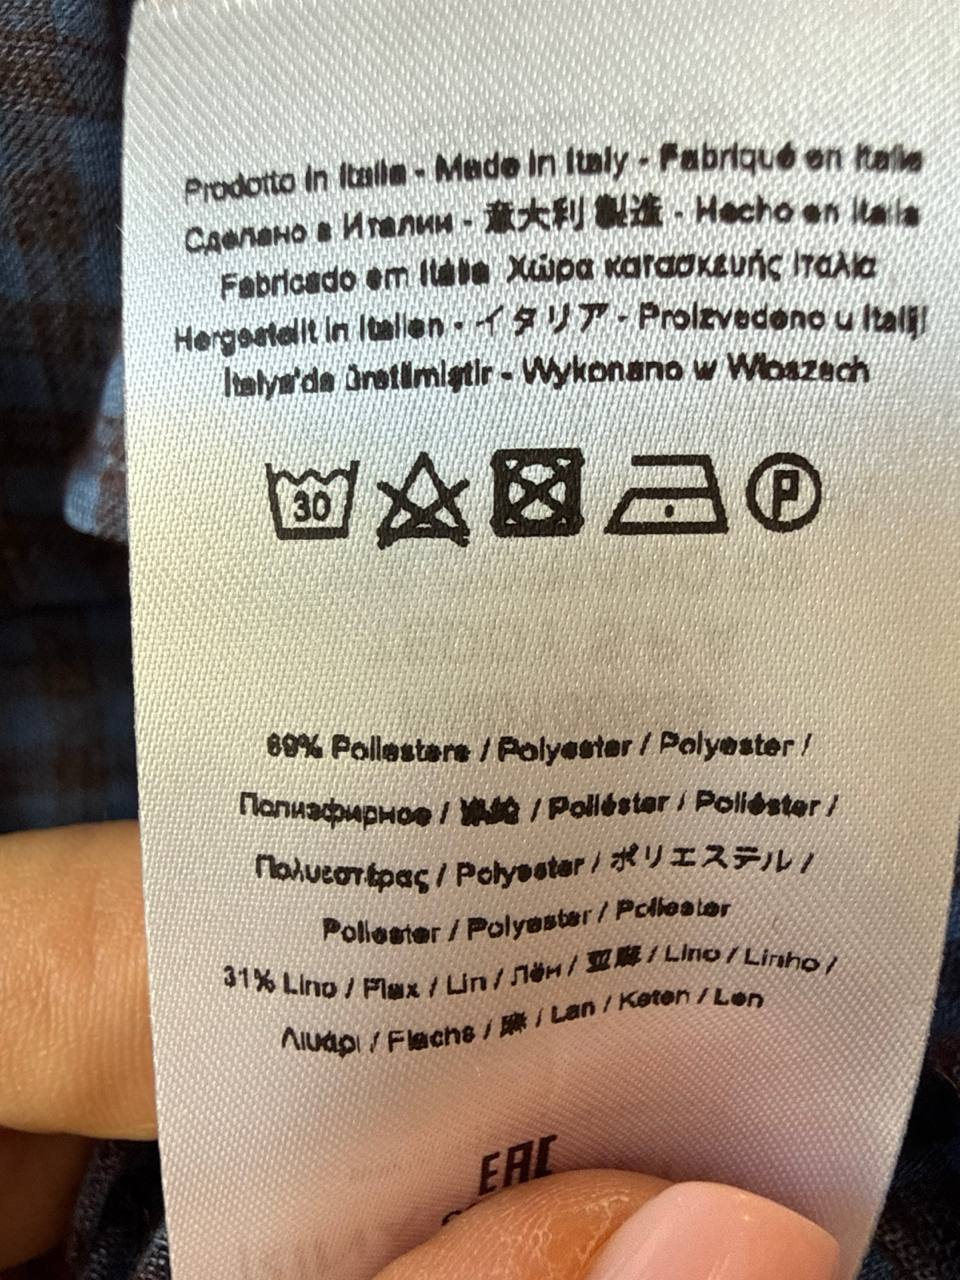 Prodotto in Italia - Made in Italy - Fabriqué en Italie
Сделано в Италии - 意大利 製造 - Hecho en Italia
Fabricado em Itália Χώρα κατασκευής Ιταλία
Hergestellt in Italien - イタリア - Proizvedeno u Italiji
İtalya'da üretilmiştir - Wykonano w Włoszech
30 P
69% Poliestere / Polyester / Polyester /
Полиэфирное / / Poliéster / Poliéster /
Πολυεστέρας / Polyester / ポリエステル /
Poliester / Polyester / Poliester
31% Lino / Flax / Lin / Лён / 亚麻 / Lino / Linho /
Λινάρι / Flachs / 麻 / Lan / Keten / Len
EAC